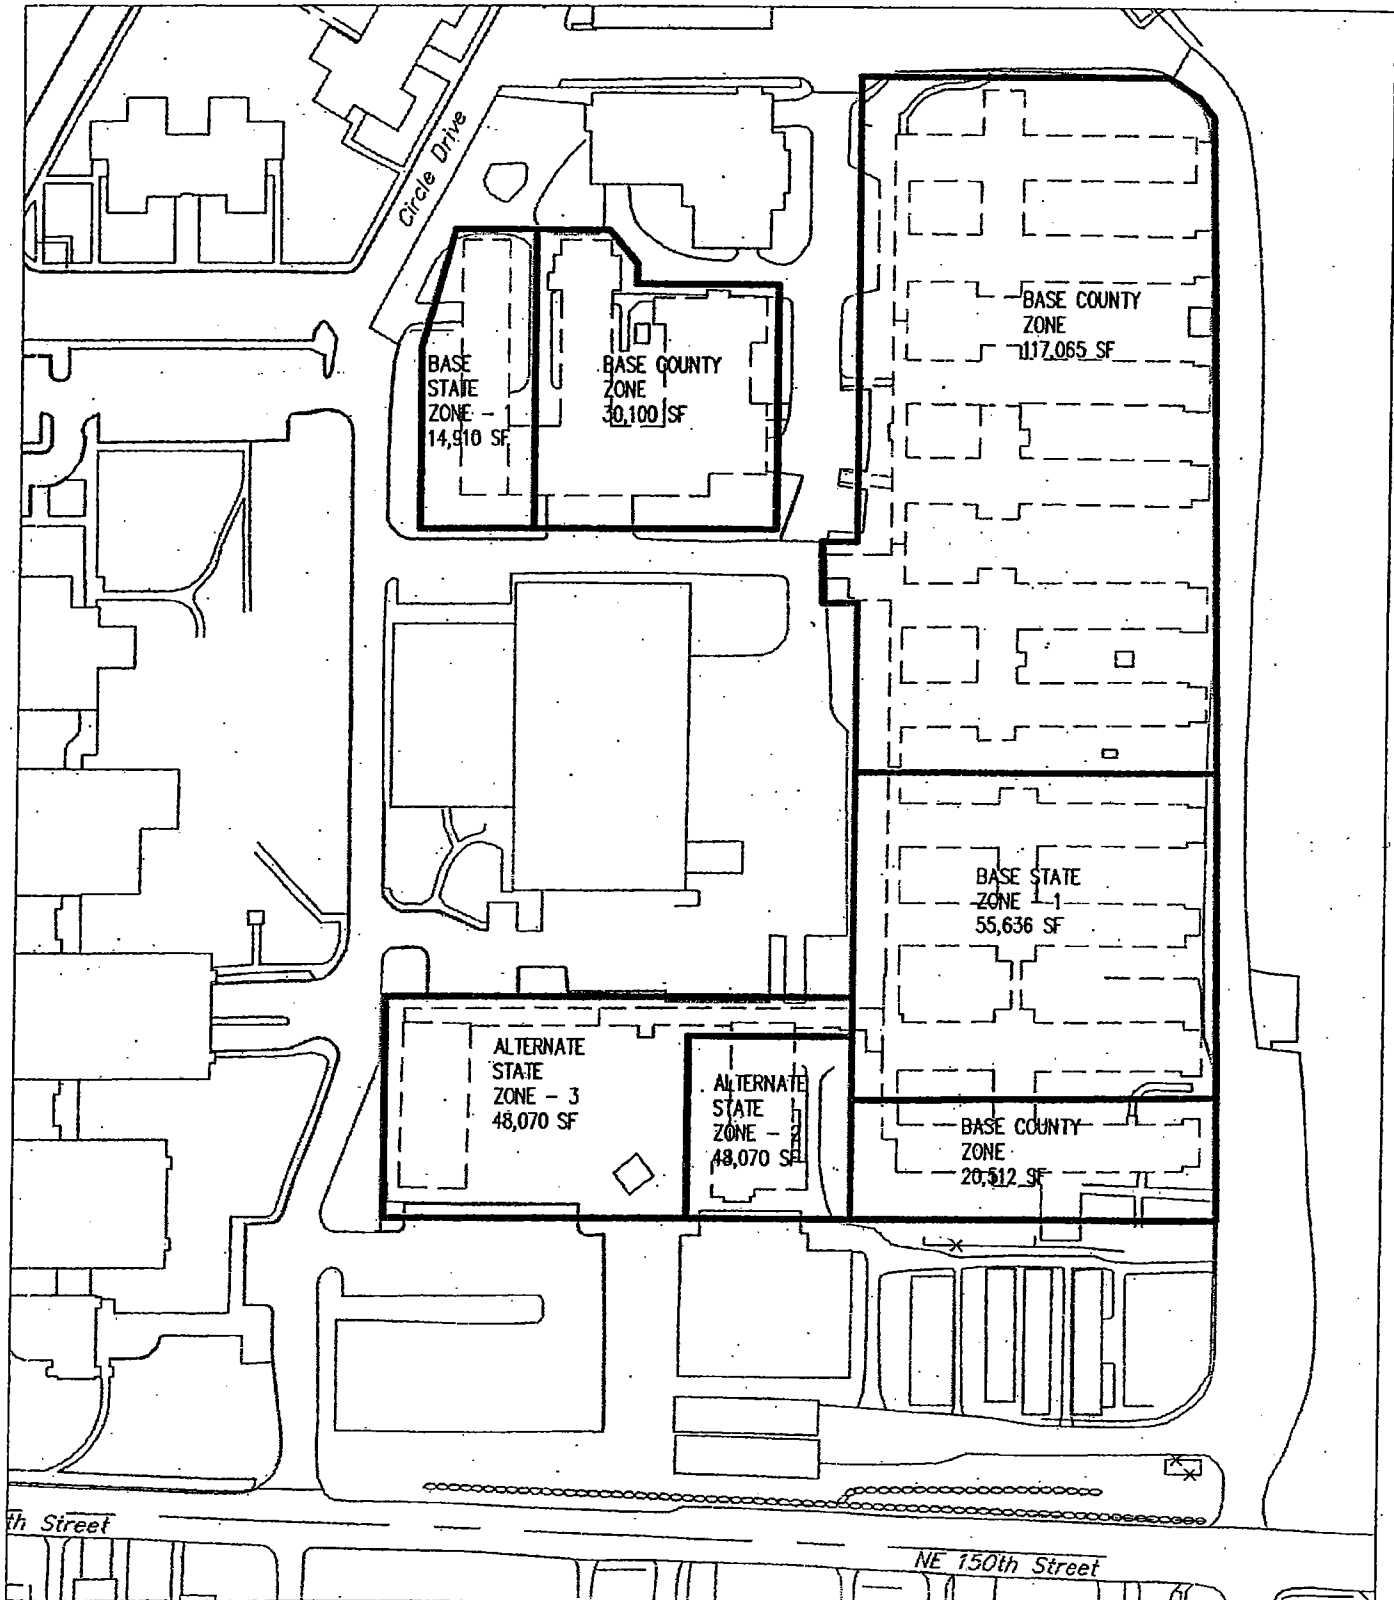 Circle Drive
BASE COUNTY
ZONE
117,065 SF
BASE
STATE
ZONE -
14,910 SF
BASE COUNTY
ZONE
30,100 SF
BASE STATE
ZONE - 1
55,636 SF
ALTERNATE
STATE
ZONE - 3
48,070 SF
ALTERNATE
STATE
ZONE -
48,070 SF
BASE COUNTY
ZONE
20,512 SF
th Street
NE 150th Street